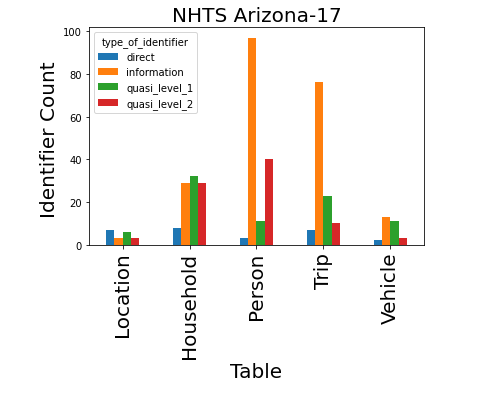 NHTS Arizona-17
type_of_identifier
direct
information
quasi_level_1
quasi_level_2
Identifier Count
100
80
60
40
20
0
Location
Household
Person
Trip
Vehicle
Table